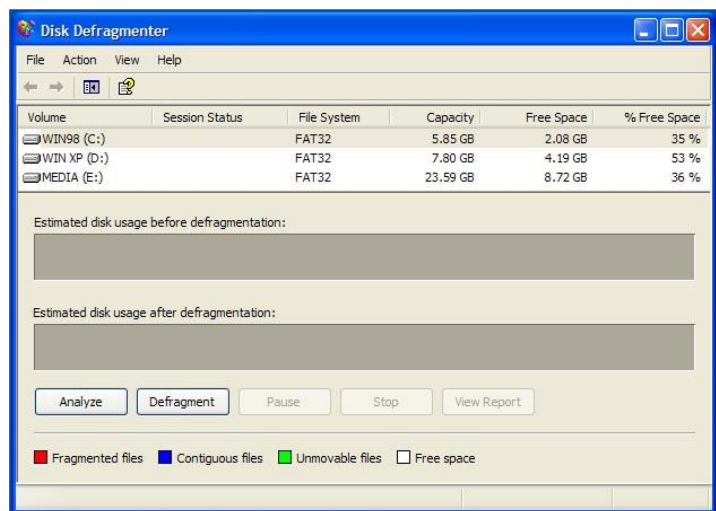 Disk Defragmenter
File Action View Help
Volume Session Status File System Capacity Free Space % Free Space
WIN98 (C:) FAT32 5.85 GB 2.08 GB 35 %
WIN XP (D:) FAT32 7.80 GB 4.19 GB 53 %
MEDIA (E:) FAT32 23.59 GB 8.72 GB 36 %
Estimated disk usage before defragmentation:
Estimated disk usage after defragmentation:
Analyze Defragment Pause Stop View Report
Fragmented files Contiguous files Unmovable files Free space